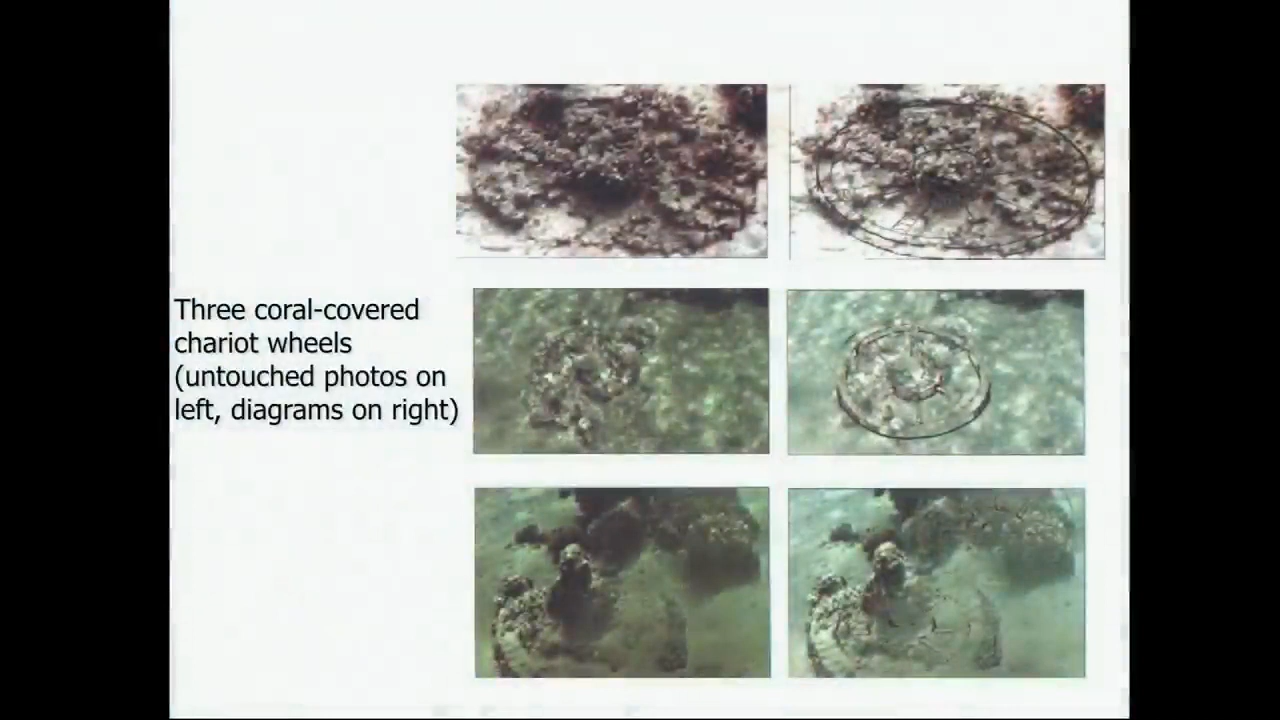 Three coral-covered
chariot wheels
(untouched photos on
left, diagrams on right)